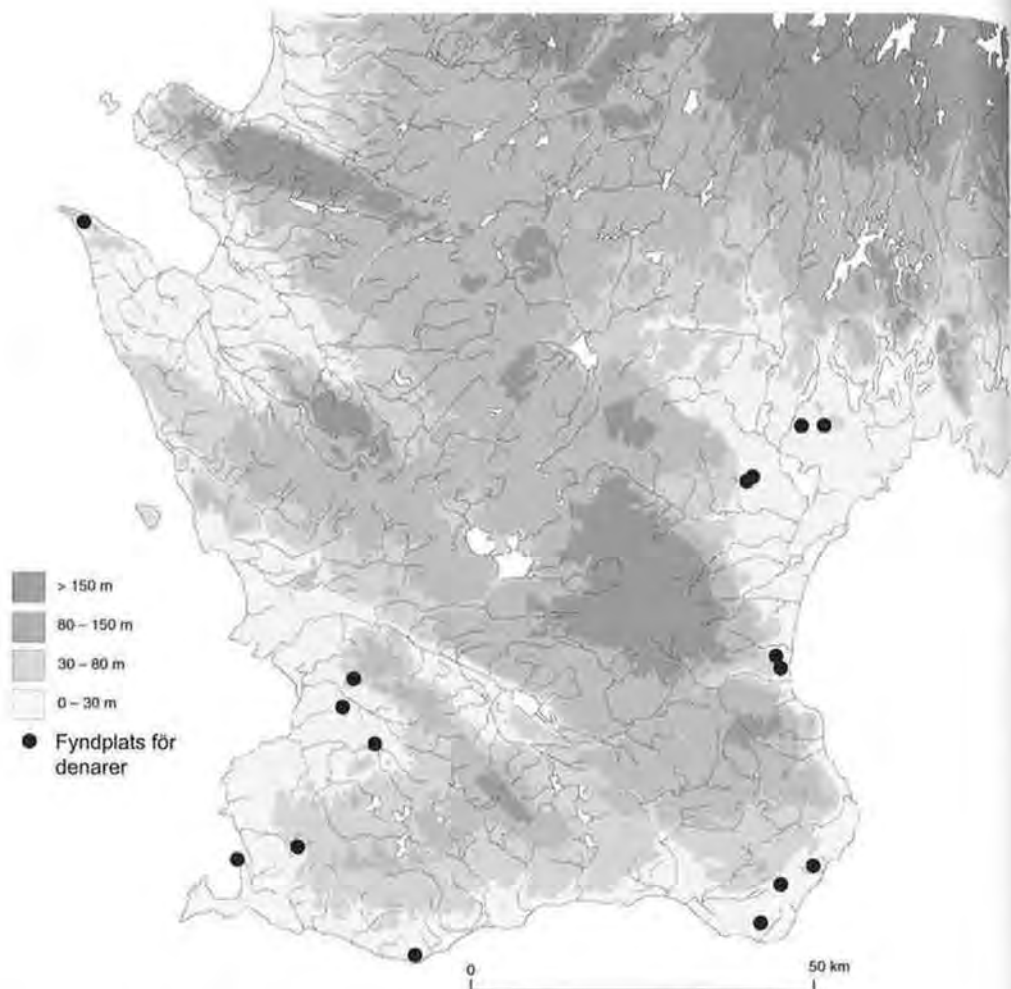 > 150 m
80 – 150 m
30 – 80 m
0 – 30 m
Fyndplats för
denarer
0
50 km